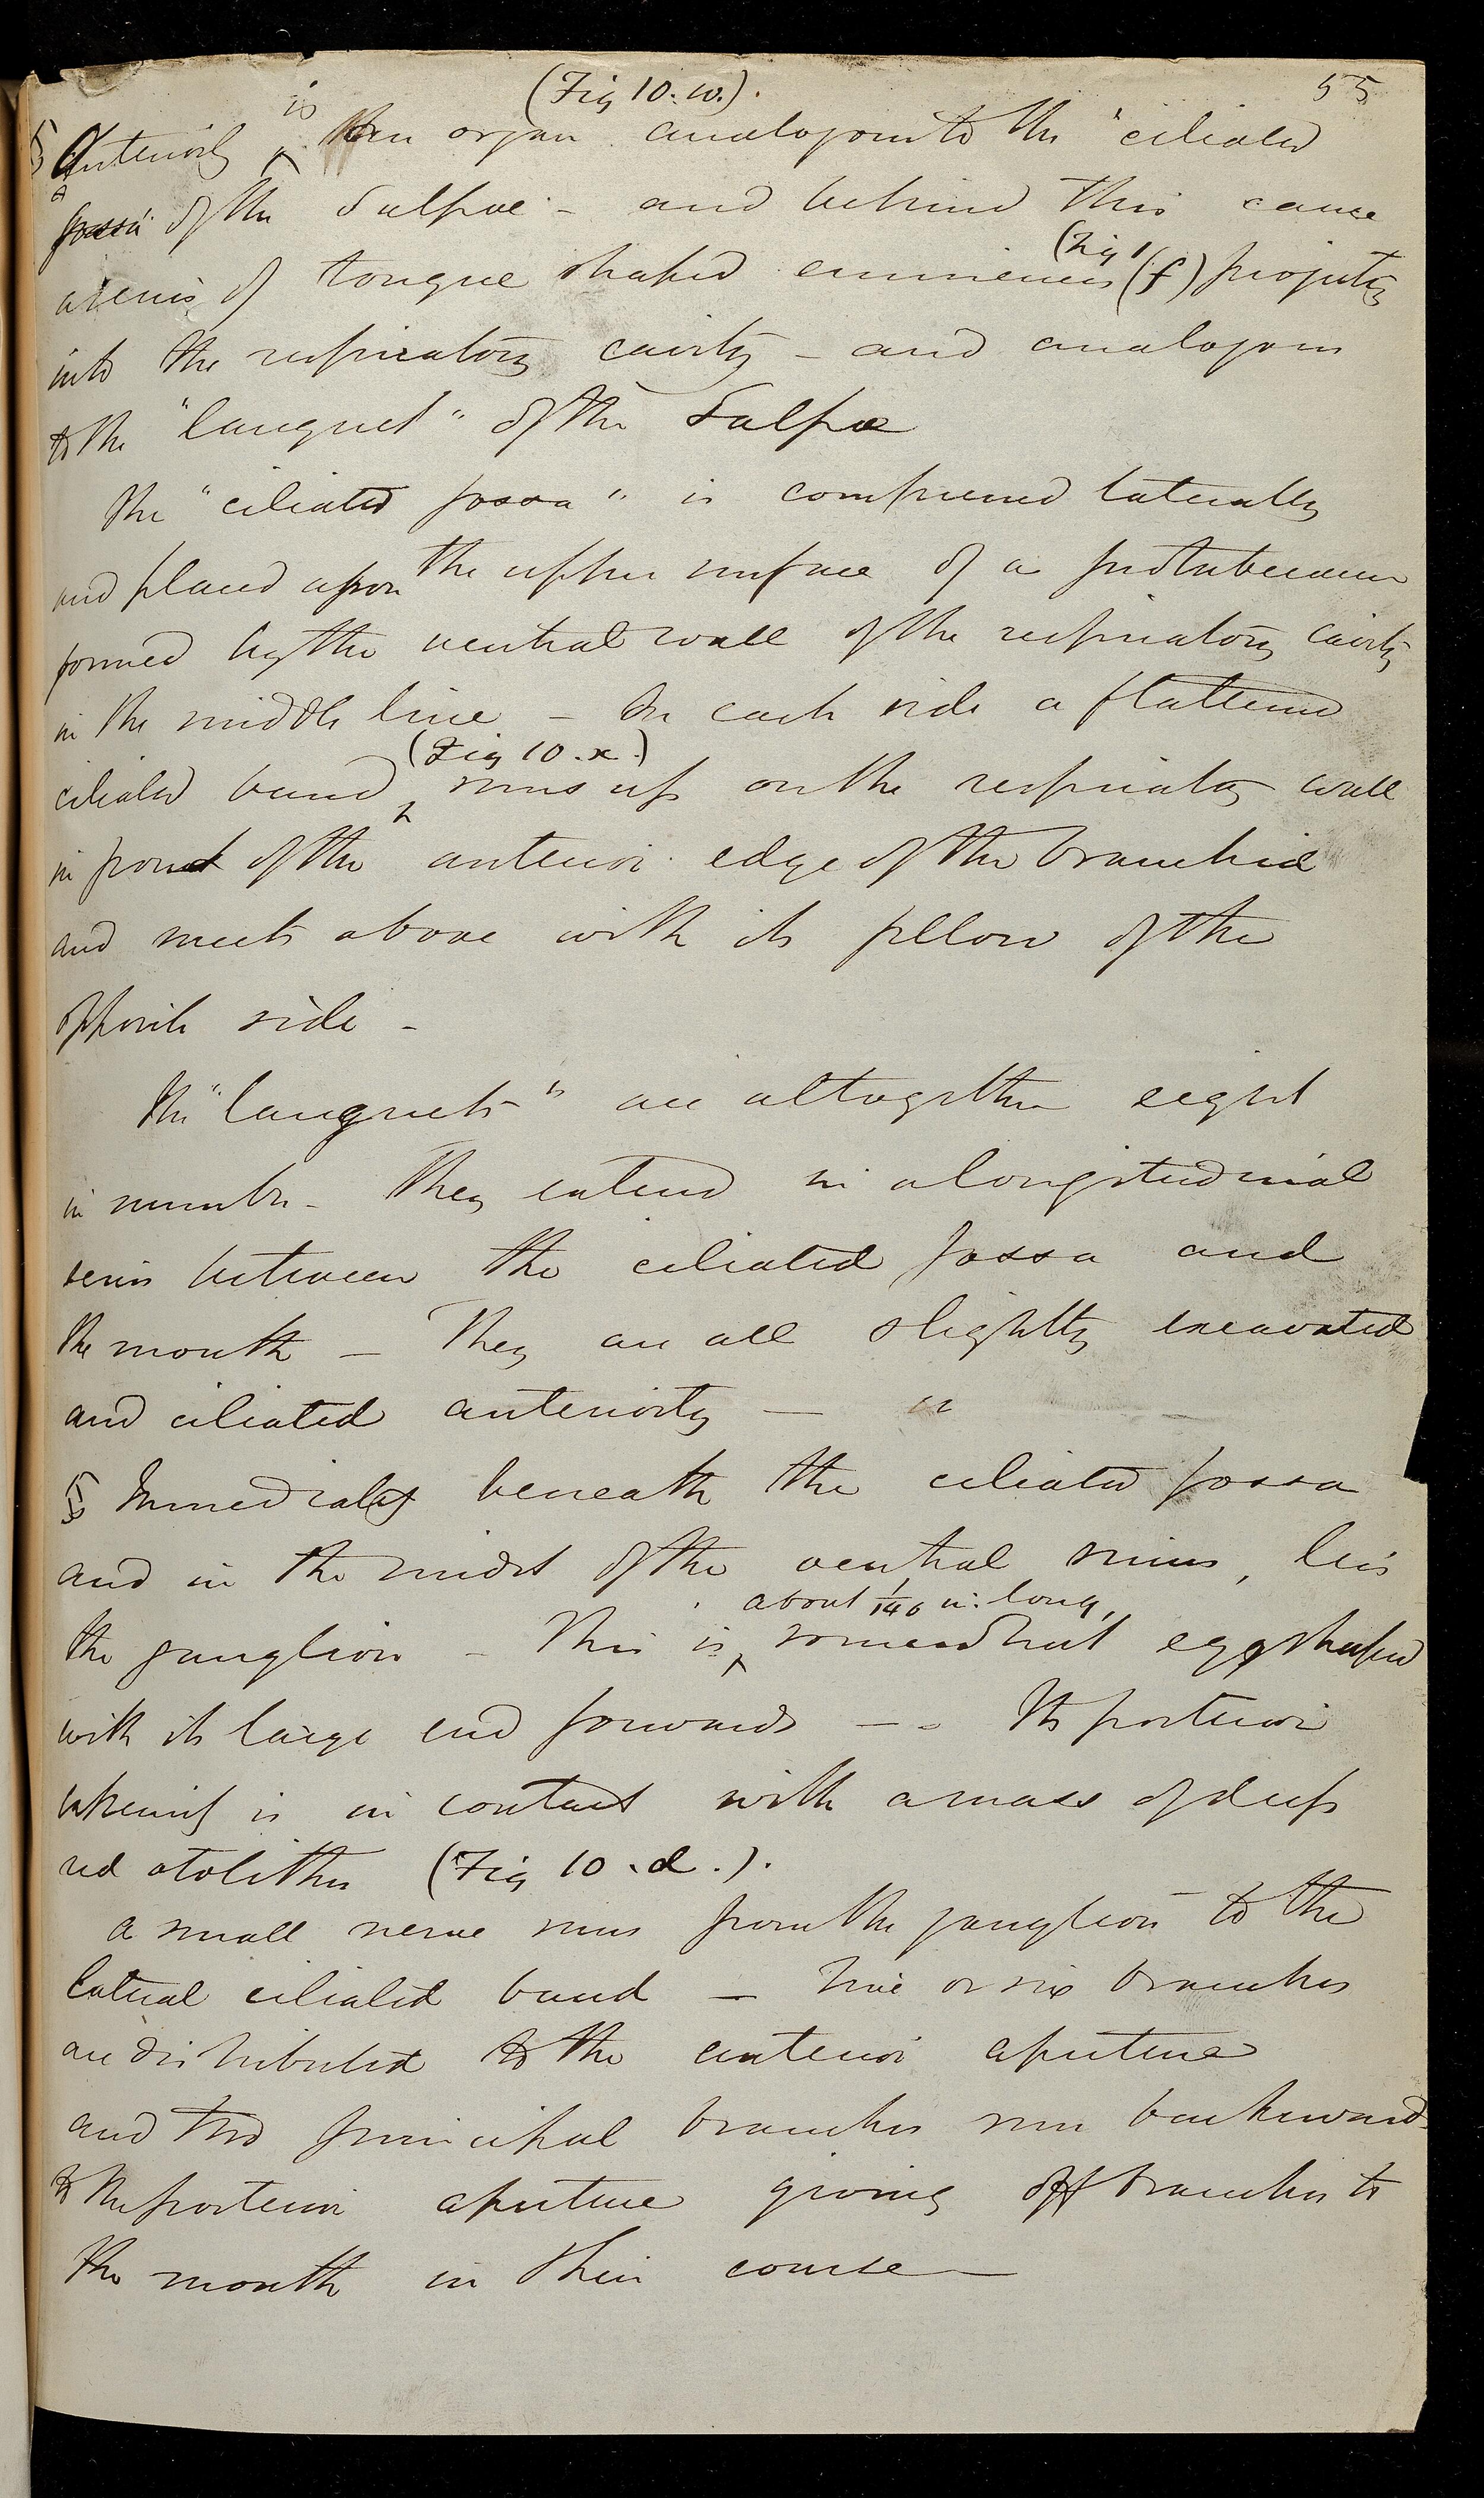 55
(Fig 10. w.).
§ Anteriorly is an organ analogous to the "ciliated
fossa" of the Salpæ - and behind this came
a series of tongue shaped eminences (Fig 1 (f) projecting
into the respiratory cavity - and analogous
to the "languet" of the Salpæ
The "ciliated fossa" is compressed laterally
and placed upon the upper surface of a protuberance
formed by the ventral wall of the respiratory cavity
in the middle line - On each side a flattened
ciliated band (Fig 10. x.) runs up on the respiratory wall
in front of the anterior edge of the branchiæ
and meets above with its fellow of the
opposite side -
The "languets" are altogether eight
in number - They extend in a longitudinal
series between the ciliated fossa and
the mouth - They are all slightly excavated
and ciliated anteriorly -
§ Immediately beneath the ciliated fossa
and in the midst of the ventral sinus, lies
the ganglion - This is about 1/140 in: long, somewhat egg shaped
with its large end forwards - - Its posterior
extremity is in contact with a mass of deep
red otoliths (Fig 10. d.).
A small nerve runs from the ganglion to the
lateral ciliated band - five or six branches
are distributed to the anterior aperture
and two principal branches run backwards
to the posterior aperture giving off branches to
the mouth in their course -